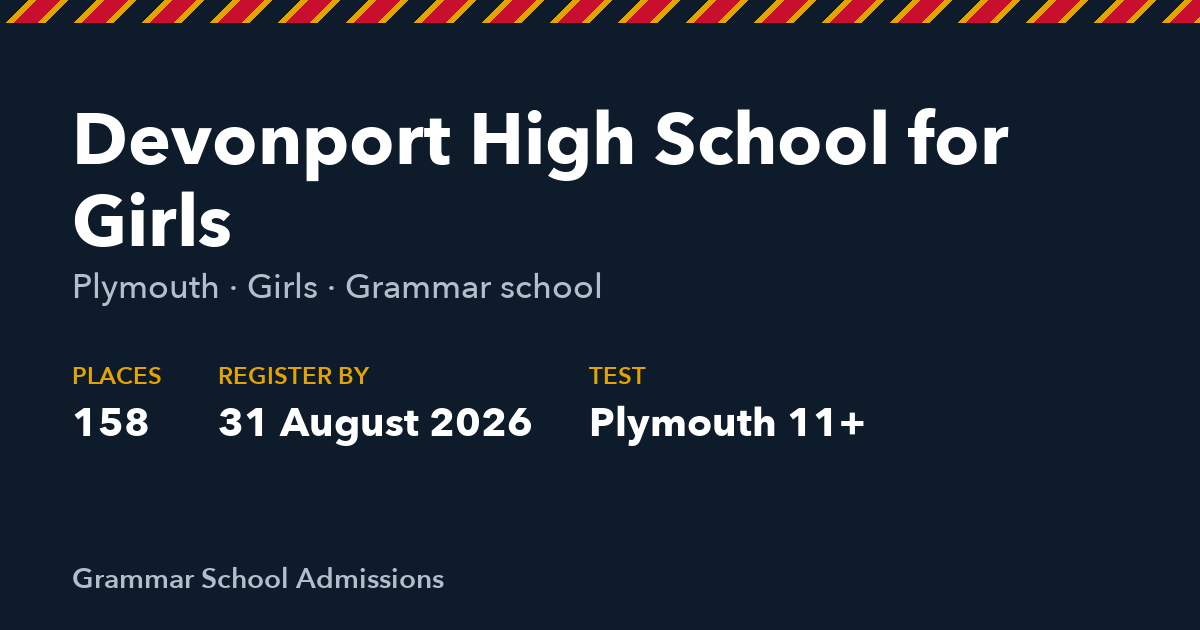 Devonport High School for
Girls
Plymouth · Girls · Grammar school
PLACES REGISTER BY TEST
158 31 August 2026 Plymouth 11+
Grammar School Admissions